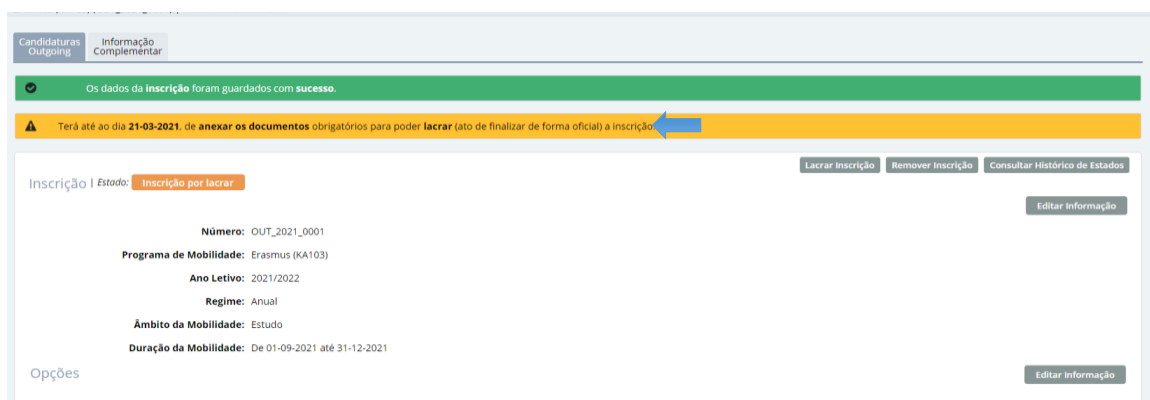 Candidaturas
Outgoing
Informação
Complementar
Os dados da inscrição foram guardados com sucesso.
Terá até ao dia 21-03-2021, de anexar os documentos obrigatórios para poder lacrar (ato de finalizar de forma oficial) a inscrição.
Lacrar Inscrição Remover Inscrição Consultar Histórico de Estados
Inscrição | Estado: Inscrição por lacrar
Editar Informação
Número: OUT_2021_0001
Programa de Mobilidade: Erasmus (KA103)
Ano Letivo: 2021/2022
Regime: Anual
Âmbito da Mobilidade: Estudo
Duração da Mobilidade: De 01-09-2021 até 31-12-2021
Opções Editar Informação